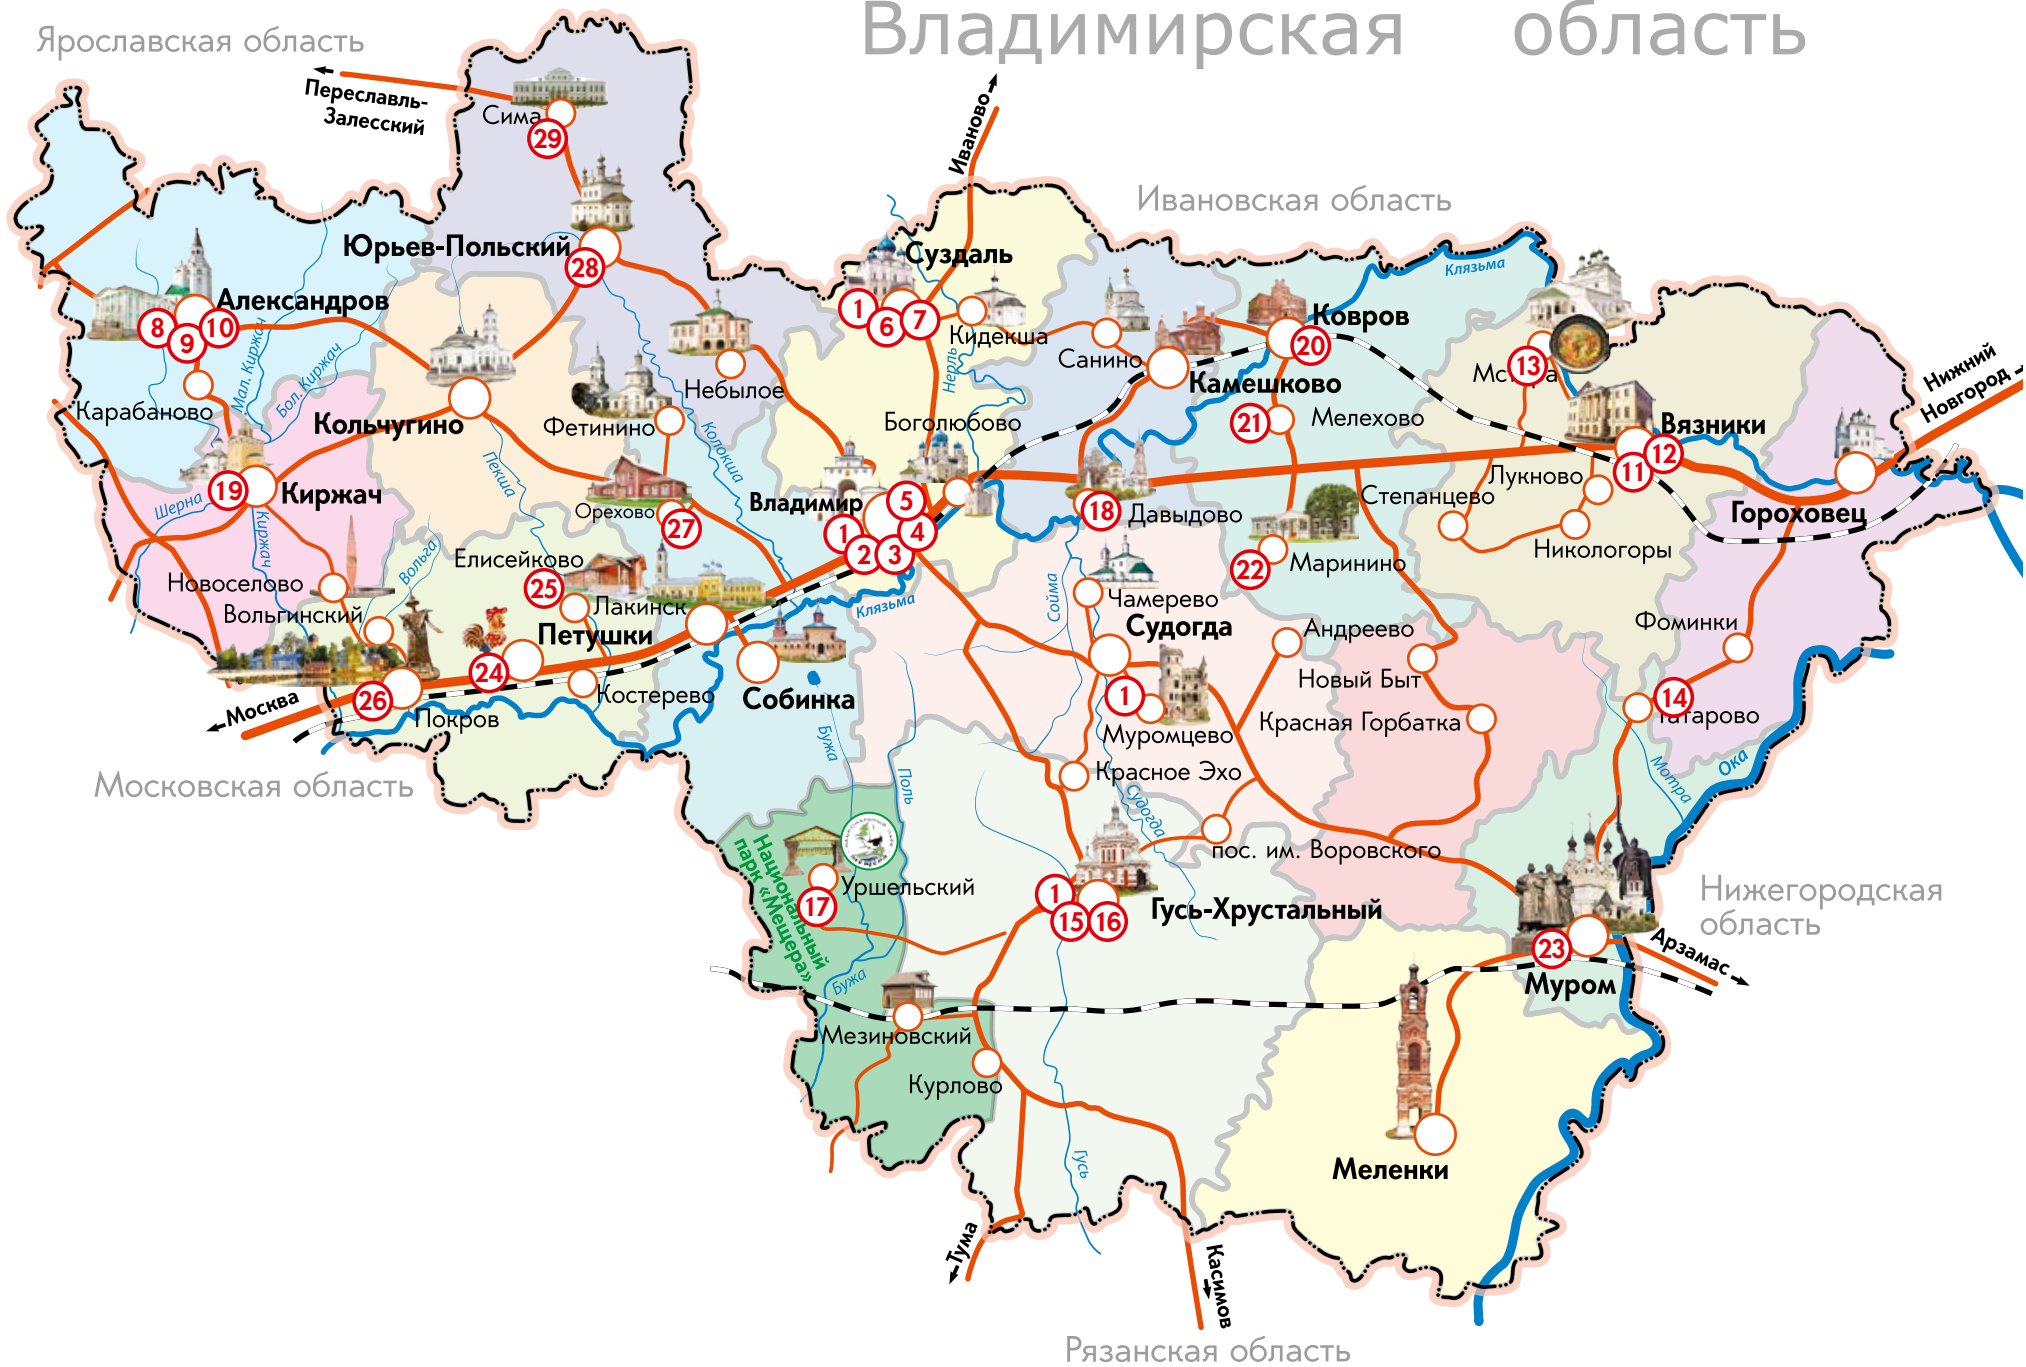 Владимирская область
Ярославская область
Переславль-
Залесский
Сима
29
Иваново
Ивановская область
Юрьев-Польский
28
Суздаль
1
6
7
Кидекша
Нерль
Клязьма
Александров
8
9
10
Карабаново
Мал. Киржач
Бол. Киржач
Кольчугино
Небылое
Фетинино
Колокша
Пекша
Санино
Камешково
Ковров
20
21
Мелехово
13
Вязники
11
12
Лукново
Степанцево
Никологоры
Гороховец
Нижний
Новгород
Боголюбово
Владимир
1
2
3
4
5
Орехово
27
19
Киржач
Шерна
Киржач
Вольга
Новоселово
Вольгинский
Елисейково
25
Лакинск
Петушки
24
26
Покров
Костерево
Москва
Московская область
Собинка
Клязьма
18
Давыдово
22
Маринино
Сойма
Чамерево
Судогда
1
Муромцево
Андреево
Новый Быт
Красная Горбатка
Красное Эхо
Судогда
пос. им. Воровского
Фоминки
14
Татарово
Мотра
Ока
Бужа
Поль
Национальный
парк «Мещера»
17
Уршельский
Бужа
Мезиновский
Курлово
1
15
16
Гусь-Хрустальный
Гусь
23
Муром
Арзамас
Нижегородская
область
Меленки
Тума
Касимов
Рязанская область